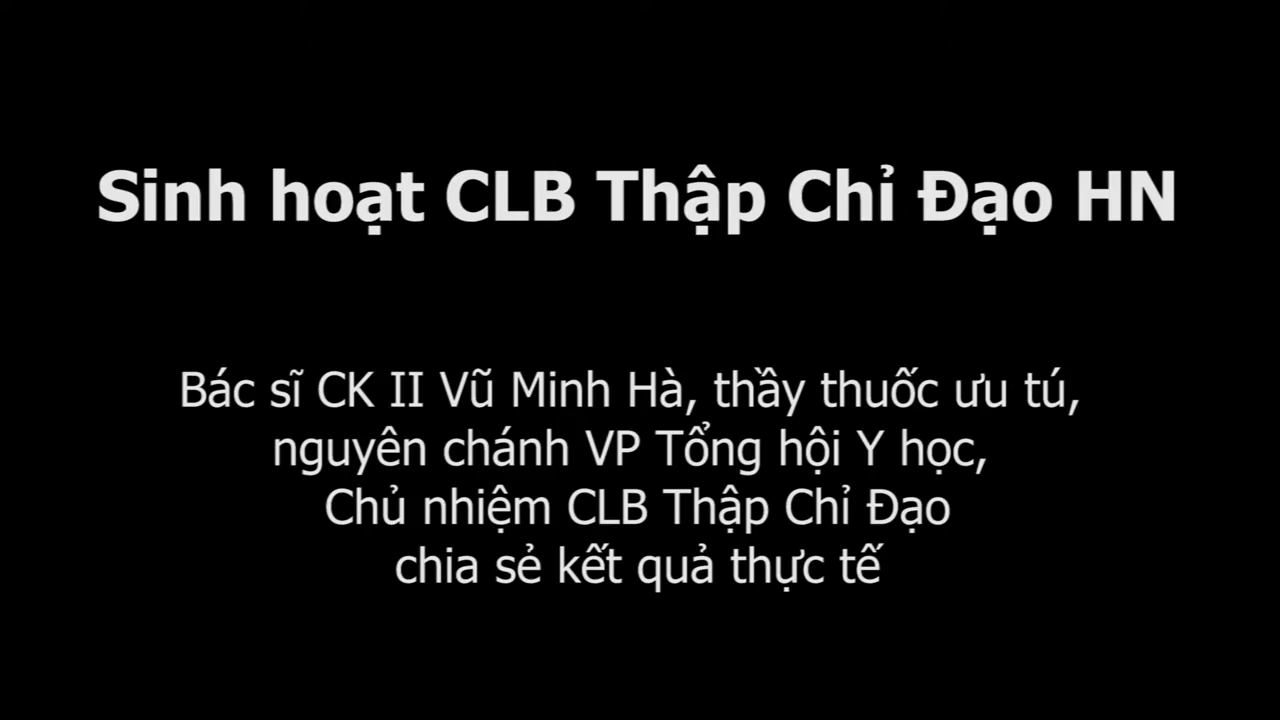 Sinh hoạt CLB Thập Chỉ Đạo HN
Bác sĩ CK II Vũ Minh Hà, thầy thuốc ưu tú,
nguyên chánh VP Tổng hội Y học,
Chủ nhiệm CLB Thập Chỉ Đạo
chia sẻ kết quả thực tế